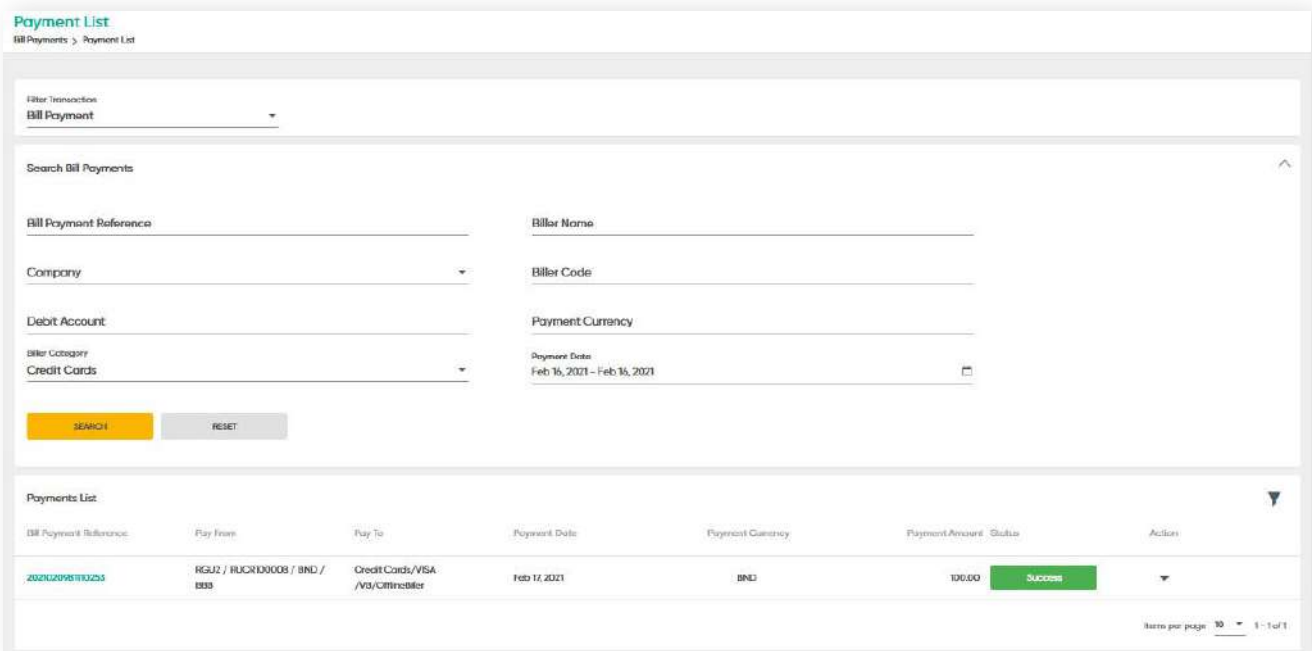 Payment List
Bill Payments > Payment List
Filter Transaction
Bill Payment
Search Bill Payments
Bill Payment Reference
Biller Name
Company
Biller Code
Debit Account
Payment Currency
Biller Category
Credit Cards
Payment Date
Feb 16, 2021 – Feb 16, 2021
SEARCH
RESET
Payments List
Bill Payment Reference
Pay From
Pay To
Payment Date
Payment Currency
Payment Amount
Status
Action
RGU2 / / BND /
Credit Cards/VISA
/VB/OfflineBiller
Feb 17, 2021
BND
100.00
Success
Items per page
10
1 – 1 of 1